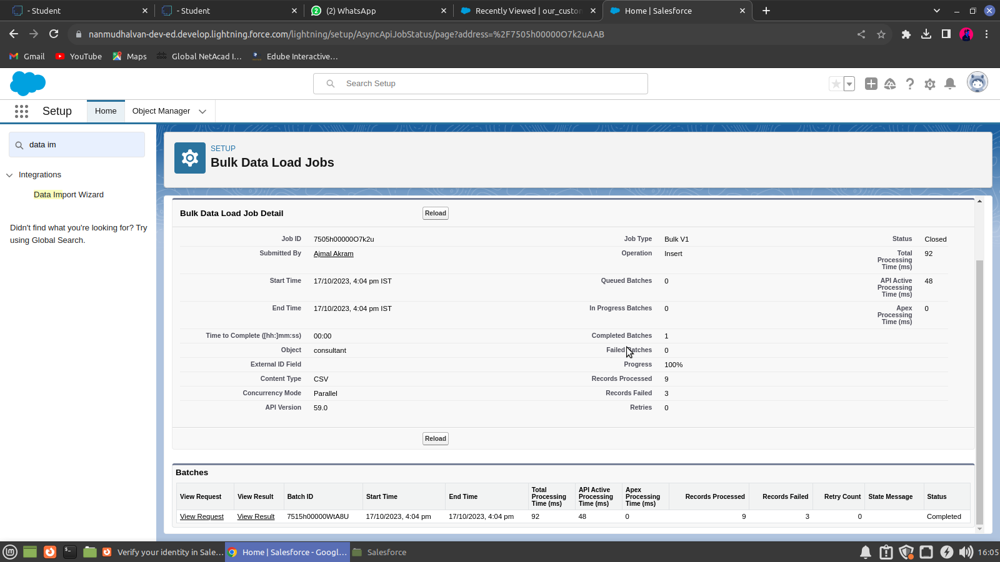 - Student
- Student
(2) WhatsApp
Recently Viewed | our_custon
Home | Salesforce
nanmudhalvan-dev-ed.develop.lightning.force.com/lightning/setup/AsyncApiJobStatus/page?address=%2F7505h00000O7k2uAAB
Gmail
YouTube
Maps
Global NetAcad I...
Edube Interactive...
Search Setup
Setup
Home
Object Manager
data im
Integrations
Data Import Wizard
Didn't find what you're looking for? Try
using Global Search.
SETUP
Bulk Data Load Jobs
Bulk Data Load Job Detail
Reload
Job ID 7505h00000O7k2u Job Type Bulk V1 Status Closed
Submitted By Ajmal Akram Operation Insert Total Processing Time (ms) 92
Start Time 17/10/2023, 4:04 pm IST Queued Batches 0 API Active Processing Time (ms) 48
End Time 17/10/2023, 4:04 pm IST In Progress Batches 0 Apex Processing Time (ms) 0
Time to Complete ([hh:]mm:ss) 00:00 Completed Batches 1
Object consultant Failed Batches 0
External ID Field Progress 100%
Content Type CSV Records Processed 9
Concurrency Mode Parallel Records Failed 3
API Version 59.0 Retries 0
Reload
Batches
View Request View Result Batch ID Start Time End Time Total Processing Time (ms) API Active Processing Time (ms) Apex Processing Time (ms) Records Processed Records Failed Retry Count State Message Status
View Request View Result 7515h00000WtA8U 17/10/2023, 4:04 pm 17/10/2023, 4:04 pm 92 48 0 9 3 0 Completed
Verify your identity in Sale...
Home | Salesforce - Googl...
Salesforce
16:05